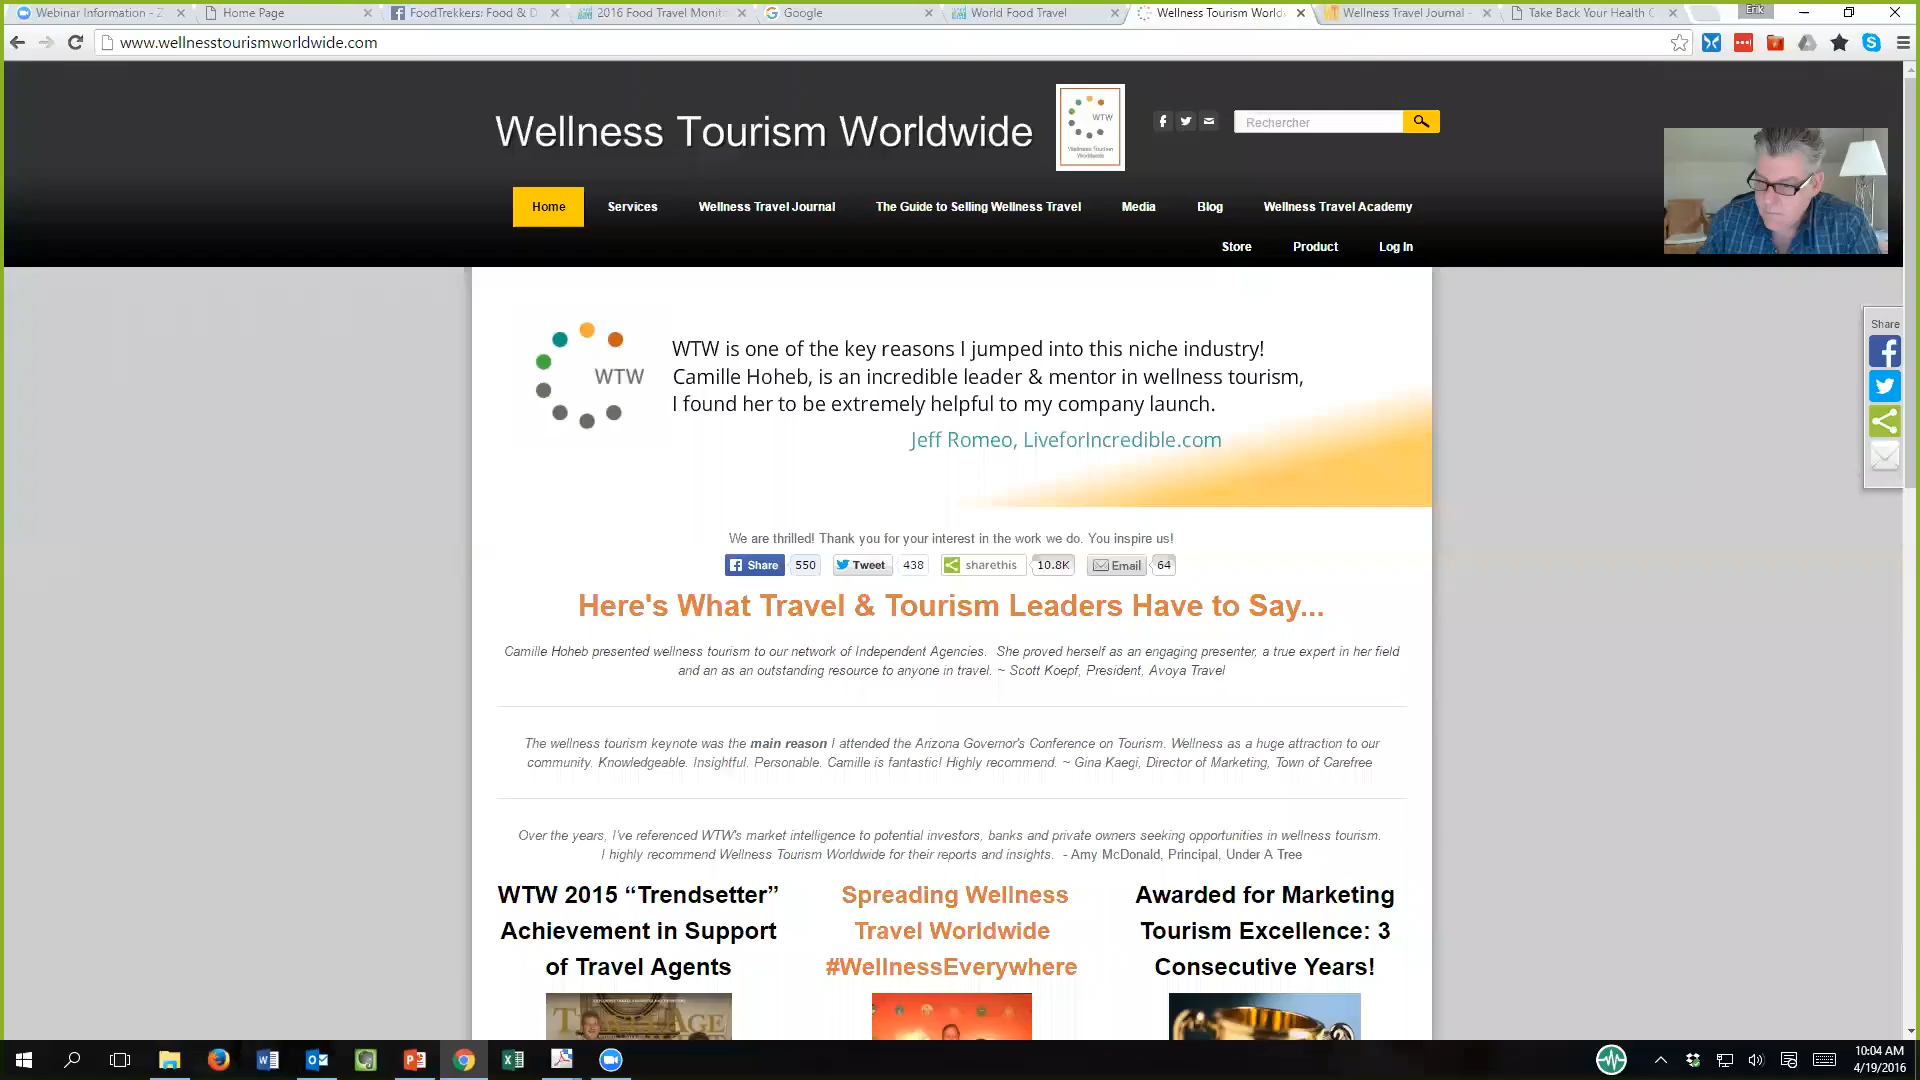 Webinar Information - Z
Home Page
FoodTrekkers: Food & D
2016 Food Travel Monit
Google
World Food Travel
Wellness Tourism World
Wellness Travel Journal -
Take Back Your Health C
Erik
www.wellnesstourismworldwide.com
Wellness Tourism Worldwide
WTW
Wellness Tourism
Worldwide
Rechercher
Home
Services
Wellness Travel Journal
The Guide to Selling Wellness Travel
Media
Blog
Wellness Travel Academy
Store
Product
Log In
Share
WTW
WTW is one of the key reasons I jumped into this niche industry!
Camille Hoheb, is an incredible leader & mentor in wellness tourism,
I found her to be extremely helpful to my company launch.
Jeff Romeo, LiveforIncredible.com
We are thrilled! Thank you for your interest in the work we do. You inspire us!
Share 550 Tweet 438 sharethis 10.8K Email 64
Here's What Travel & Tourism Leaders Have to Say...
Camille Hoheb presented wellness tourism to our network of Independent Agencies. She proved herself as an engaging presenter, a true expert in her field
and an as an outstanding resource to anyone in travel. ~ Scott Koepf, President, Avoya Travel
The wellness tourism keynote was the main reason I attended the Arizona Governor's Conference on Tourism. Wellness as a huge attraction to our
community. Knowledgeable. Insightful. Personable. Camille is fantastic! Highly recommend. ~ Gina Kaegi, Director of Marketing, Town of Carefree
Over the years, I've referenced WTW's market intelligence to potential investors, banks and private owners seeking opportunities in wellness tourism.
I highly recommend Wellness Tourism Worldwide for their reports and insights. - Amy McDonald, Principal, Under A Tree
WTW 2015 “Trendsetter”
Achievement in Support
of Travel Agents
Spreading Wellness
Travel Worldwide
#WellnessEverywhere
Awarded for Marketing
Tourism Excellence: 3
Consecutive Years!
10:04 AM
4/19/2016